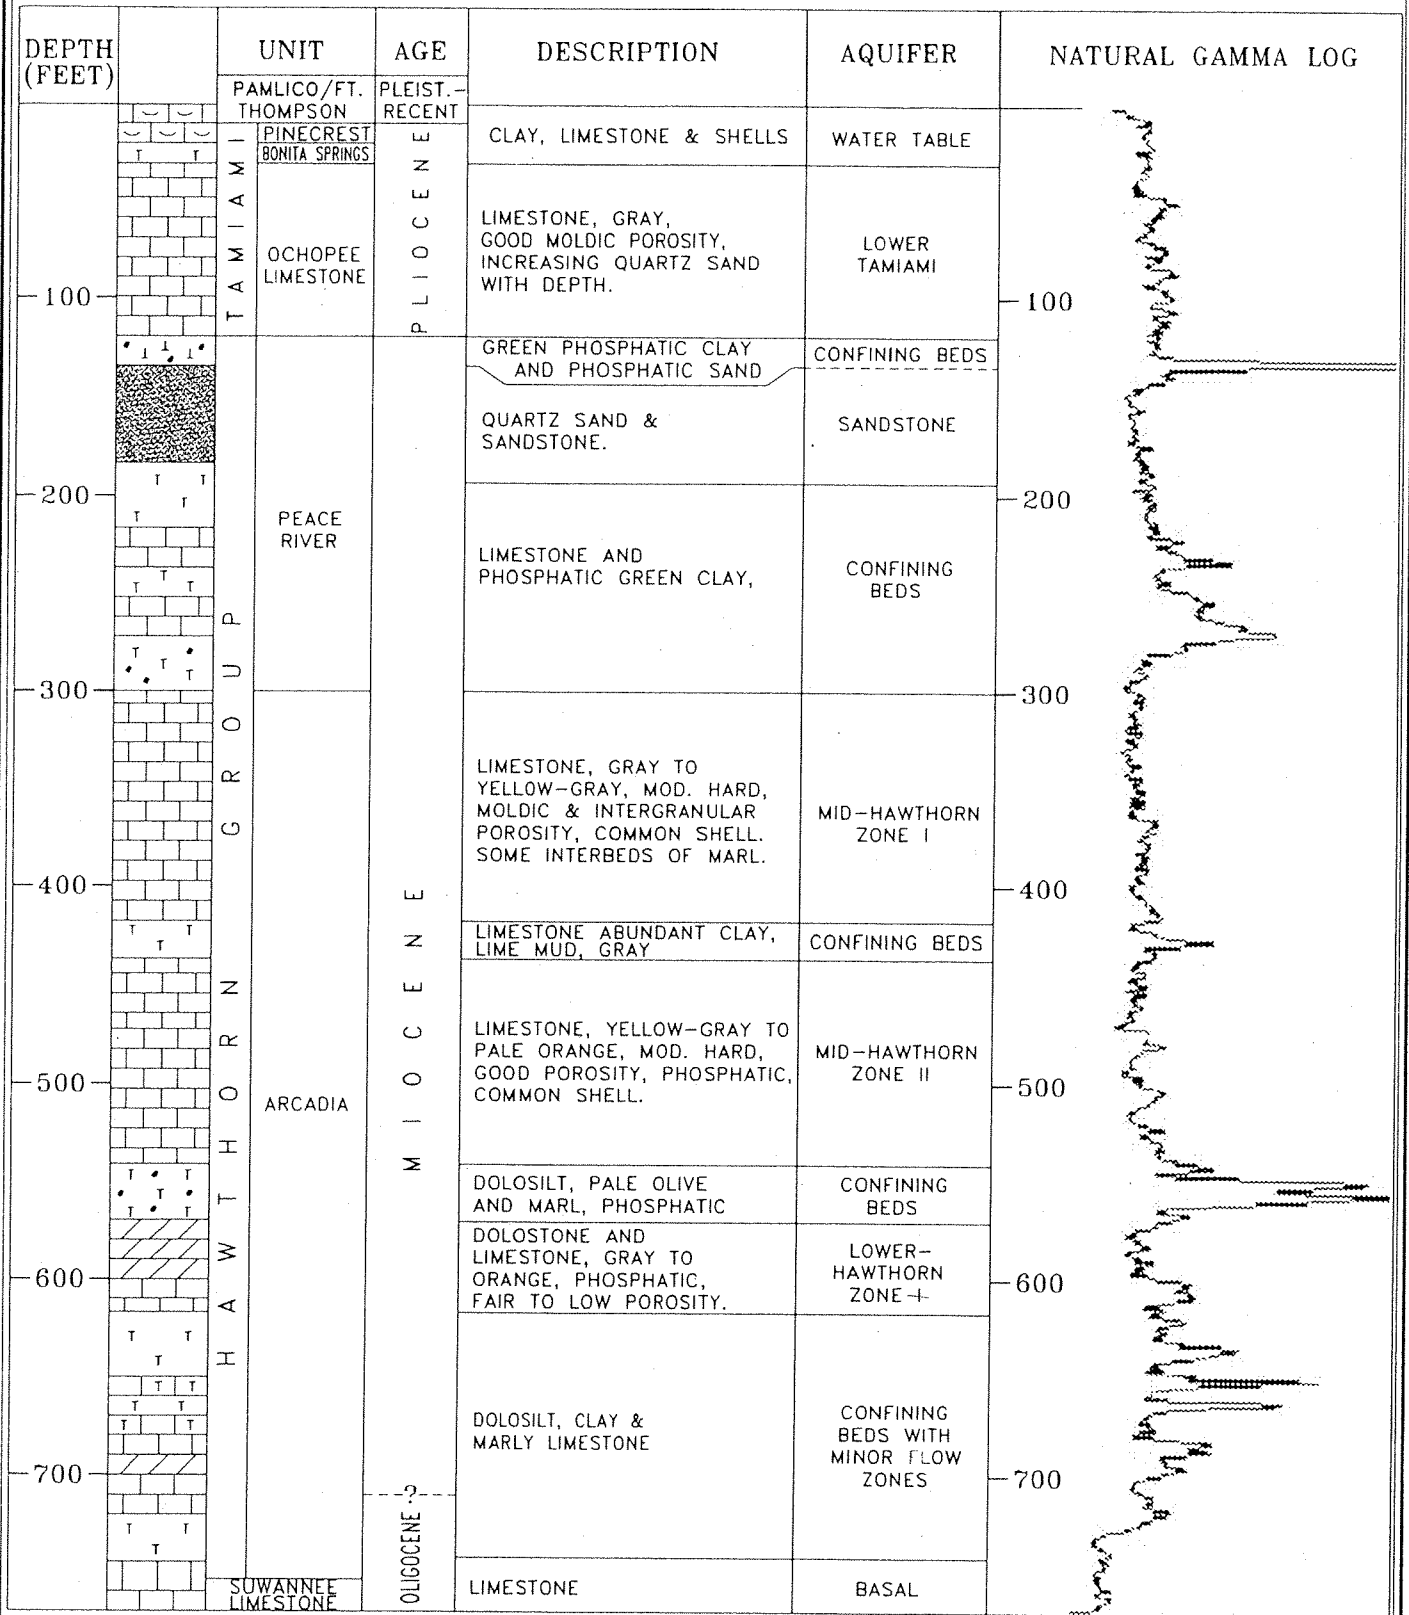 DEPTH
(FEET)
UNIT
AGE
DESCRIPTION
AQUIFER
NATURAL GAMMA LOG
PAMLICO/FT.
THOMPSON
PLEIST.-
RECENT
PINECREST
BONITA SPRINGS
TAMIAMI
OCHOPEE
LIMESTONE
PLIOCENE
CLAY, LIMESTONE & SHELLS
WATER TABLE
LIMESTONE, GRAY,
GOOD MOLDIC POROSITY,
INCREASING QUARTZ SAND
WITH DEPTH.
LOWER
TAMIAMI
100
100
GREEN PHOSPHATIC CLAY
AND PHOSPHATIC SAND
CONFINING BEDS
QUARTZ SAND &
SANDSTONE.
SANDSTONE
200
200
PEACE
RIVER
LIMESTONE AND
PHOSPHATIC GREEN CLAY,
CONFINING
BEDS
300
300
HAWTHORN GROUP
LIMESTONE, GRAY TO
YELLOW-GRAY, MOD. HARD,
MOLDIC & INTERGRANULAR
POROSITY, COMMON SHELL.
SOME INTERBEDS OF MARL.
MID-HAWTHORN
ZONE I
400
400
MIOCENE
LIMESTONE ABUNDANT CLAY,
LIME MUD, GRAY
CONFINING BEDS
LIMESTONE, YELLOW-GRAY TO
PALE ORANGE, MOD. HARD,
GOOD POROSITY, PHOSPHATIC,
COMMON SHELL.
MID-HAWTHORN
ZONE II
500
500
ARCADIA
DOLOSILT, PALE OLIVE
AND MARL, PHOSPHATIC
CONFINING
BEDS
DOLOSTONE AND
LIMESTONE, GRAY TO
ORANGE, PHOSPHATIC,
FAIR TO LOW POROSITY.
LOWER-
HAWTHORN
ZONE I
600
600
DOLOSILT, CLAY &
MARLY LIMESTONE
CONFINING
BEDS WITH
MINOR FLOW
ZONES
700
700
?
OLIGOCENE
SUWANNEE
LIMESTONE
LIMESTONE
BASAL